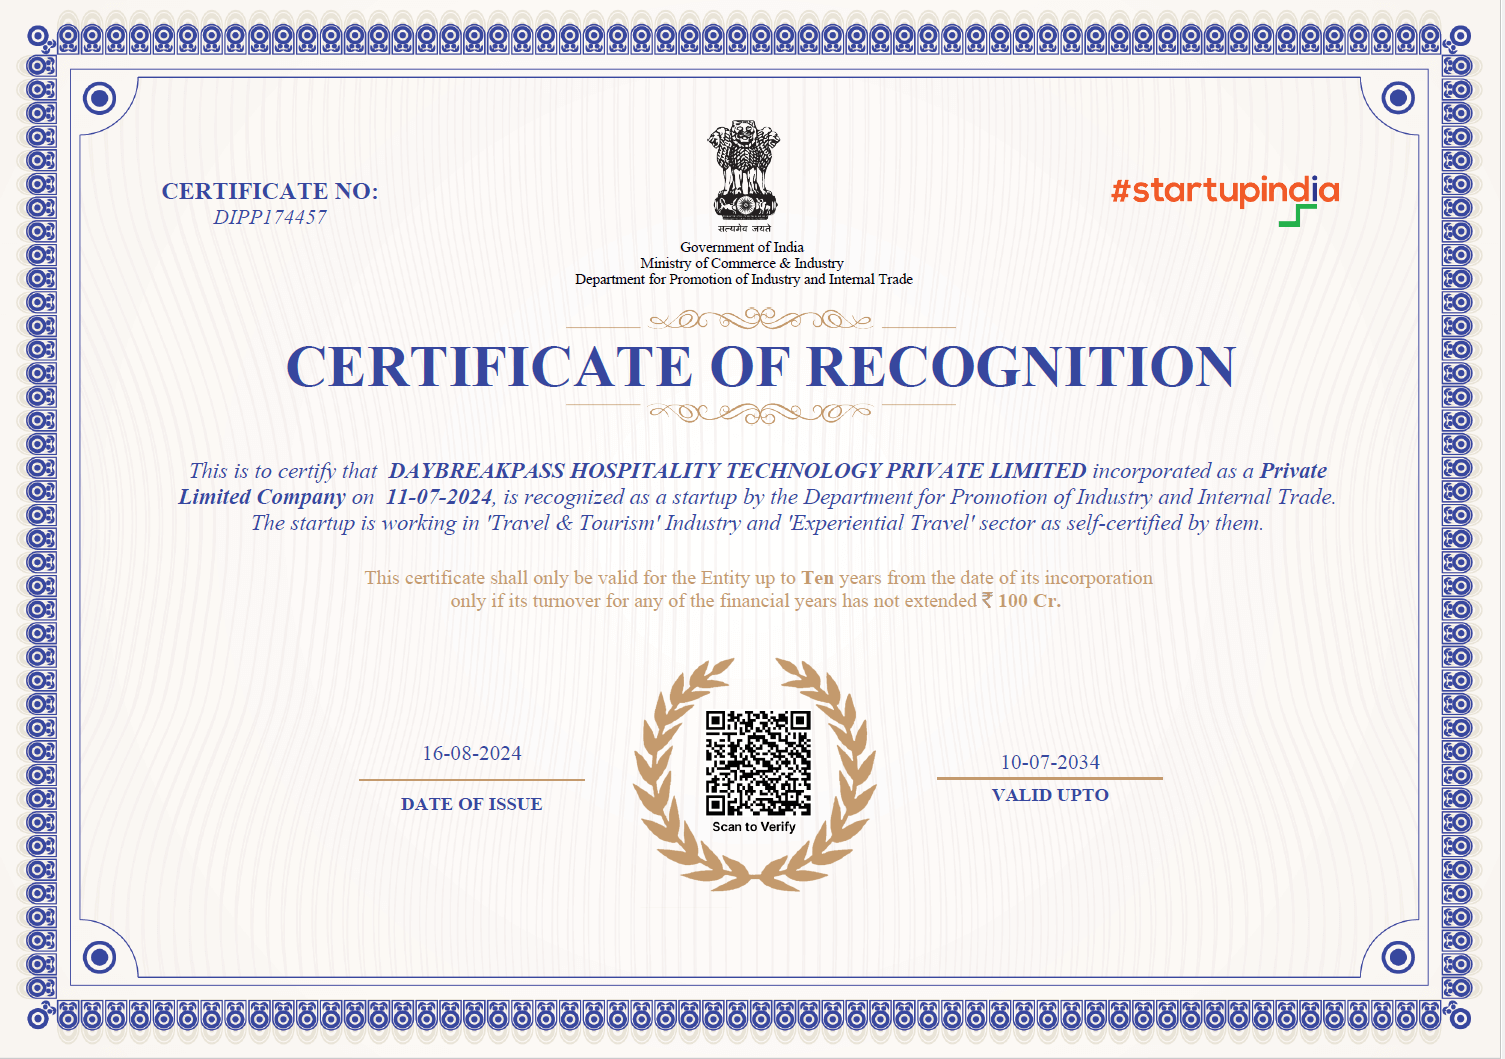 CERTIFICATE NO:
DIPP174457
#startupindia
सत्यमेव जयते
Government of India
Ministry of Commerce & Industry
Department for Promotion of Industry and Internal Trade
CERTIFICATE OF RECOGNITION
This is to certify that DAYBREAKPASS HOSPITALITY TECHNOLOGY PRIVATE LIMITED incorporated as a Private
Limited Company on 11-07-2024, is recognized as a startup by the Department for Promotion of Industry and Internal Trade.
The startup is working in 'Travel & Tourism' Industry and 'Experiential Travel' sector as self-certified by them.
This certificate shall only be valid for the Entity up to Ten years from the date of its incorporation
only if its turnover for any of the financial years has not extended ₹ 100 Cr.
16-08-2024
DATE OF ISSUE
Scan to Verify
10-07-2034
VALID UPTO